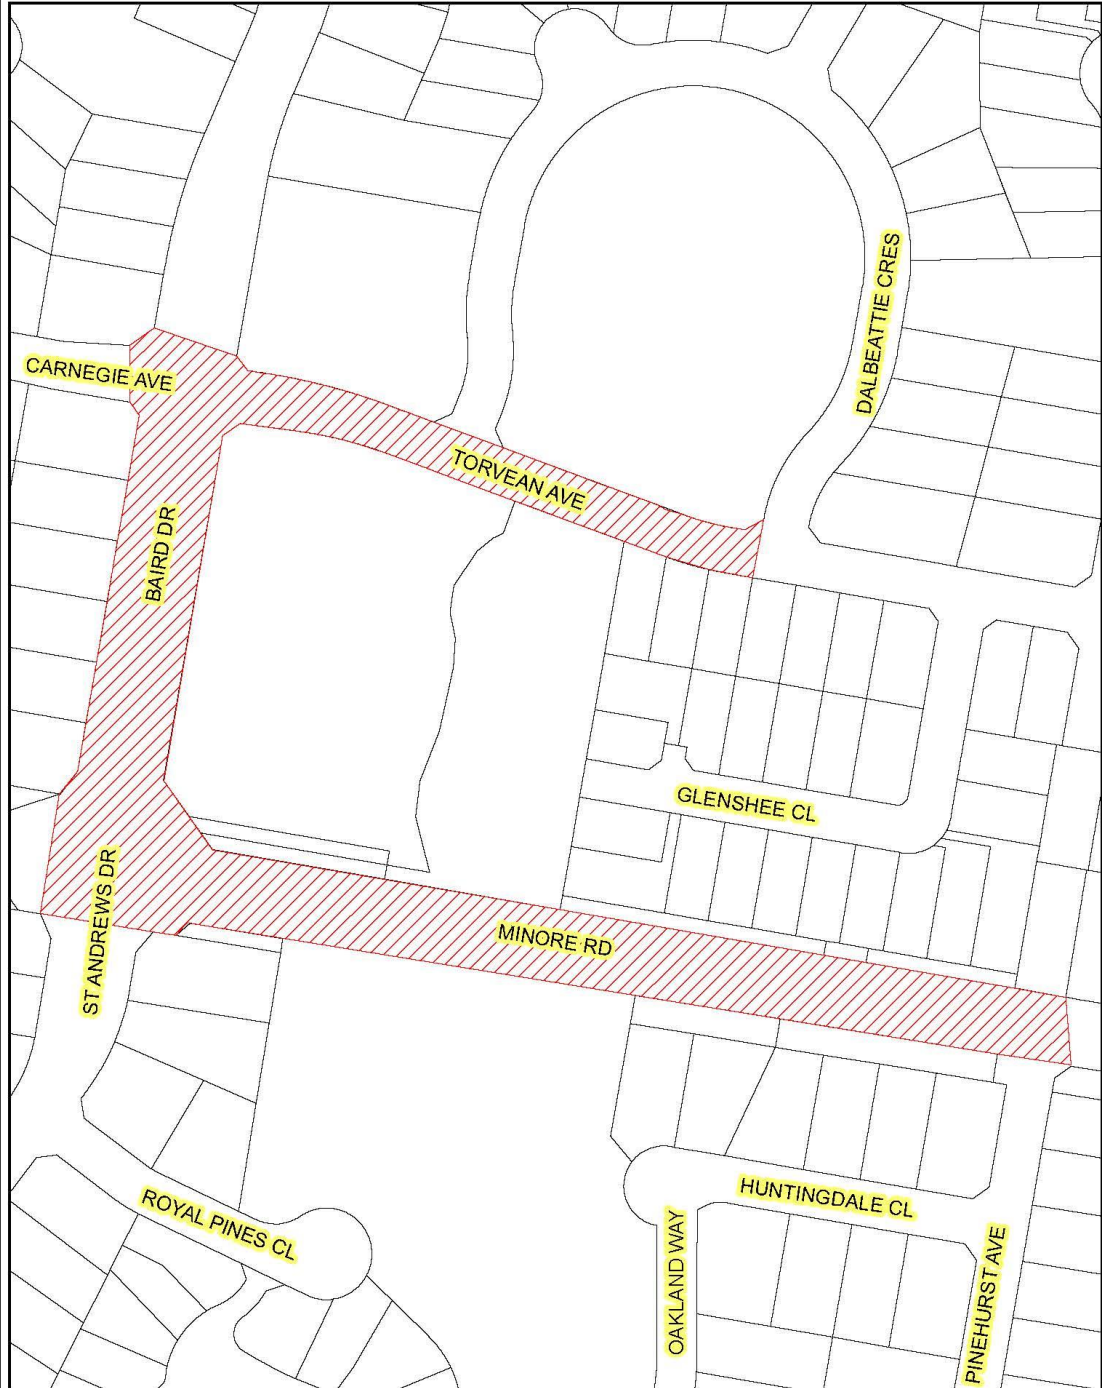 DALBEATTIE CRES
CARNEGIE AVE
TORVEAN AVE
BAIRD DR
GLENSHEE CL
ST ANDREWS DR
MINORE RD
HUNTINGDALE CL
ROYAL PINES CL
OAKLAND WAY
PINEHURST AVE